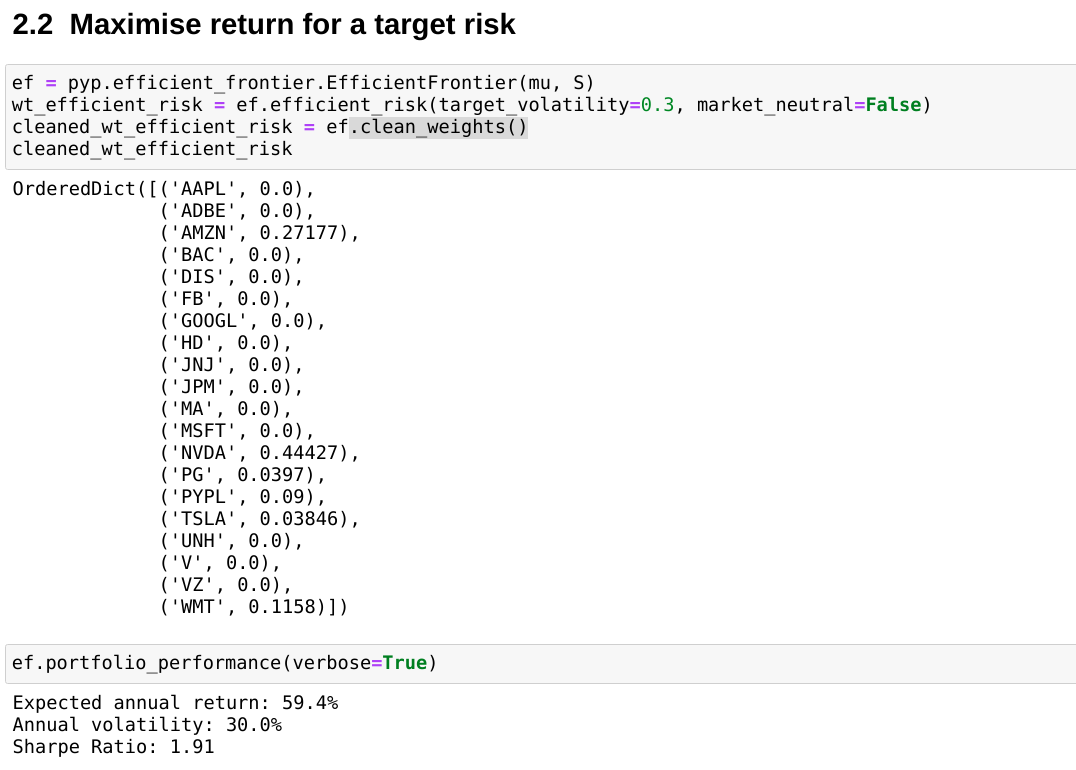 2.2 Maximise return for a target risk
ef = pyp.efficient_frontier.EfficientFrontier(mu, S)
wt_efficient_risk = ef.efficient_risk(target_volatility=0.3, market_neutral=False)
cleaned_wt_efficient_risk = ef.clean_weights()
cleaned_wt_efficient_risk
OrderedDict([('AAPL', 0.0),
('ADBE', 0.0),
('AMZN', 0.27177),
('BAC', 0.0),
('DIS', 0.0),
('FB', 0.0),
('GOOGL', 0.0),
('HD', 0.0),
('JNJ', 0.0),
('JPM', 0.0),
('MA', 0.0),
('MSFT', 0.0),
('NVDA', 0.44427),
('PG', 0.0397),
('PYPL', 0.09),
('TSLA', 0.03846),
('UNH', 0.0),
('V', 0.0),
('VZ', 0.0),
('WMT', 0.1158)])
ef.portfolio_performance(verbose=True)
Expected annual return: 59.4%
Annual volatility: 30.0%
Sharpe Ratio: 1.91